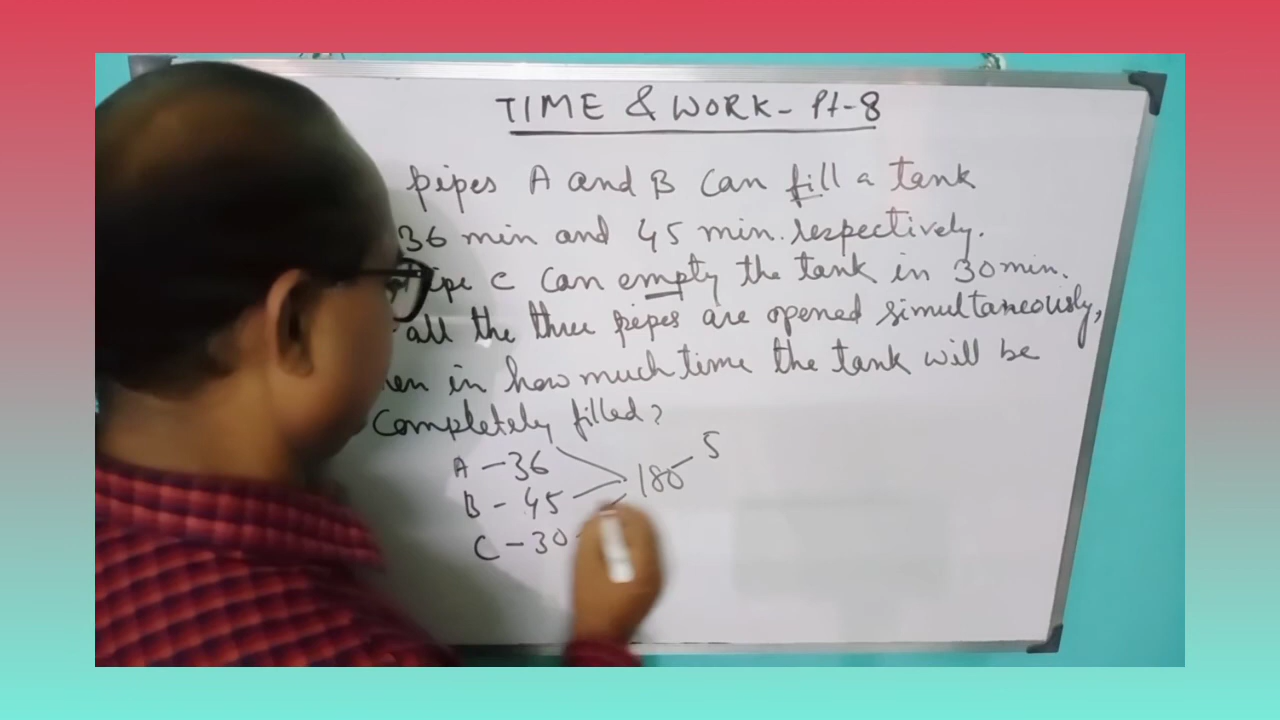 TIME & WORK - Pt-8
pipes A and B can fill a tank
36 min and 45 min. respectively.
pipe C can empty the tank in 30 min.
all the three pipes are opened simultaneously,
in how much time the tank will be
completely filled?
A - 36
B - 45
C - 30
180 - 5